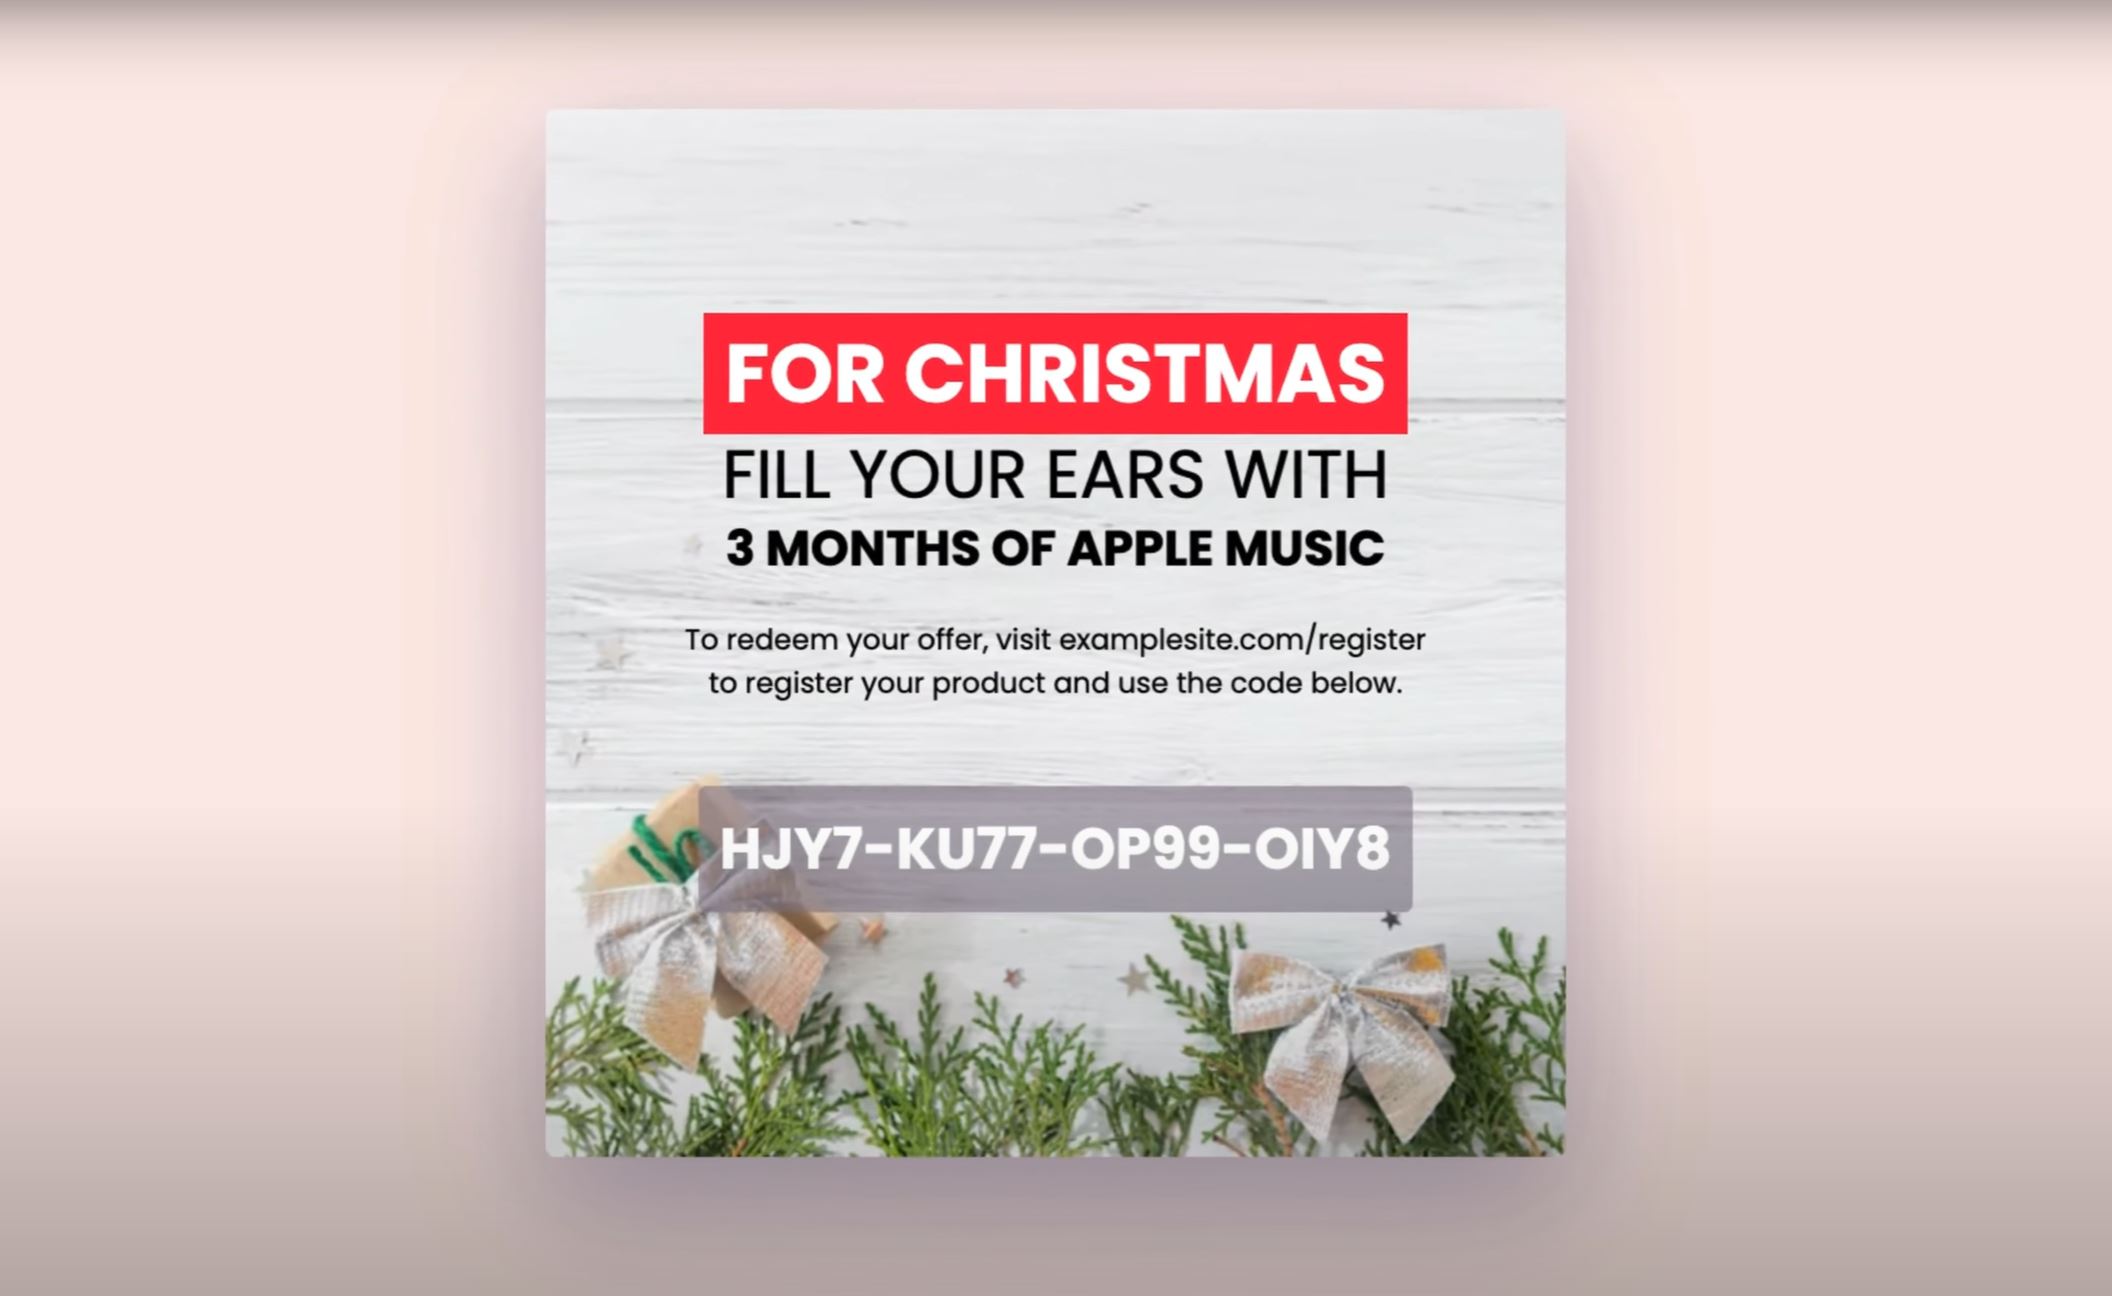 FOR CHRISTMAS
FILL YOUR EARS WITH
3 MONTHS OF APPLE MUSIC
To redeem your offer, visit examplesite.com/register
to register your product and use the code below.
HJY7-KU77-OP99-OIY8